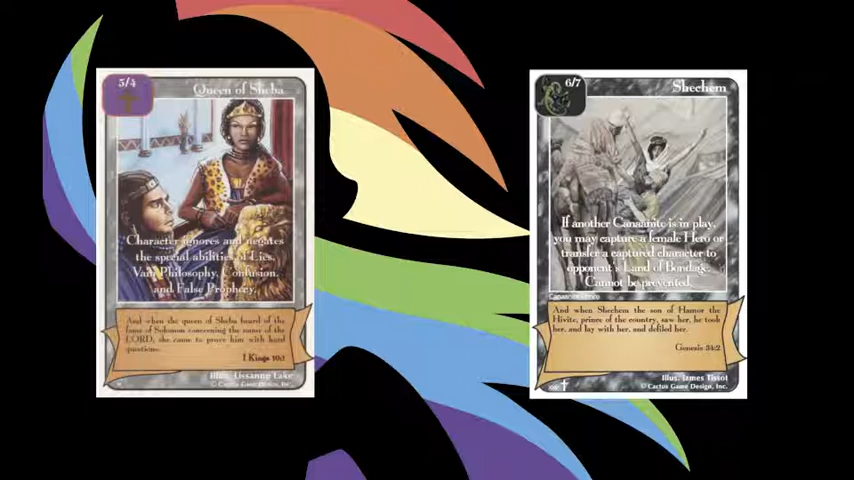 5/4
Queen of Sheba
Character ignores and negates
the special abilities of Lies,
Vain Philosophy, Confusion,
and False Prophecy.
And when the queen of Sheba heard of the
fame of Solomon concerning the name of the
LORD, she came to prove him with hard
questions.
I Kings 10:1
Illus. Lissanne Lake
© Cactus Game Design, Inc.
6/7
Shechem
If another Canaanite is in play,
you may capture a female Hero or
transfer a captured character to
opponent's Land of Bondage.
Cannot be prevented.
And when Shechem the son of Hamor the
Hivite, prince of the country, saw her, he took
her, and lay with her, and defiled her.
Genesis 34:2
Illus. James Tissot
© Cactus Game Design, Inc.